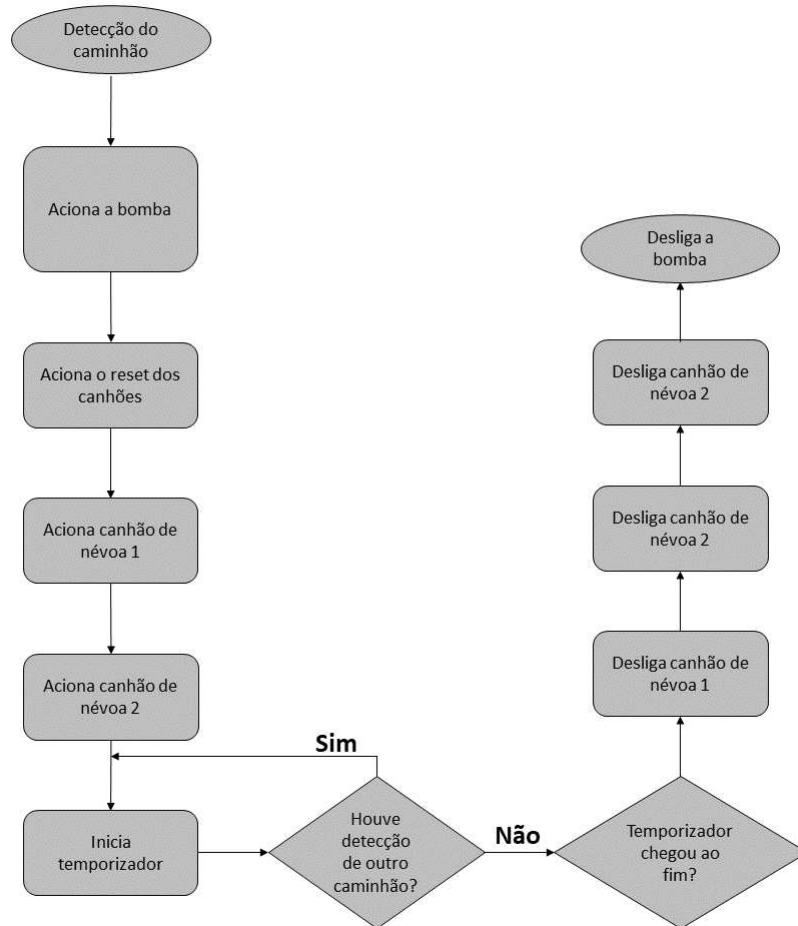 Detecção do
caminhão
Aciona a bomba
Aciona o reset dos
canhões
Aciona canhão de
névoa 1
Aciona canhão de
névoa 2
Inicia
temporizador
Sim
Houve
detecção
de outro
caminhão?
Não
Temporizador
chegou ao
fim?
Desliga canhão de
névoa 1
Desliga canhão de
névoa 2
Desliga canhão de
névoa 2
Desliga a
bomba